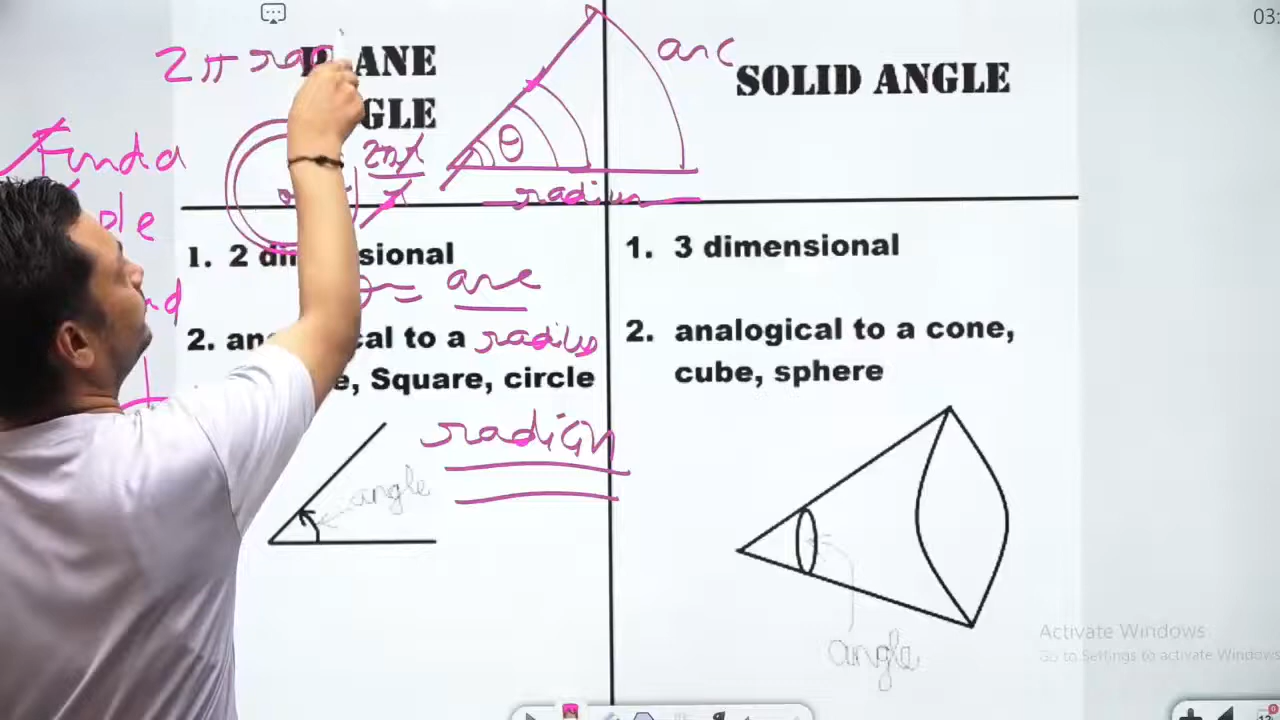 03:
2π rad
ANE
GLE
arc
SOLID ANGLE
θ
Funda
ple
2πr
r
radius
1. 2 di sional
1. 3 dimensional
θ = arc
radius
2. an cal to a
e, Square, circle
2. analogical to a cone,
cube, sphere
radian
angle
angle
Activate Windows
Go to Settings to activate Windows